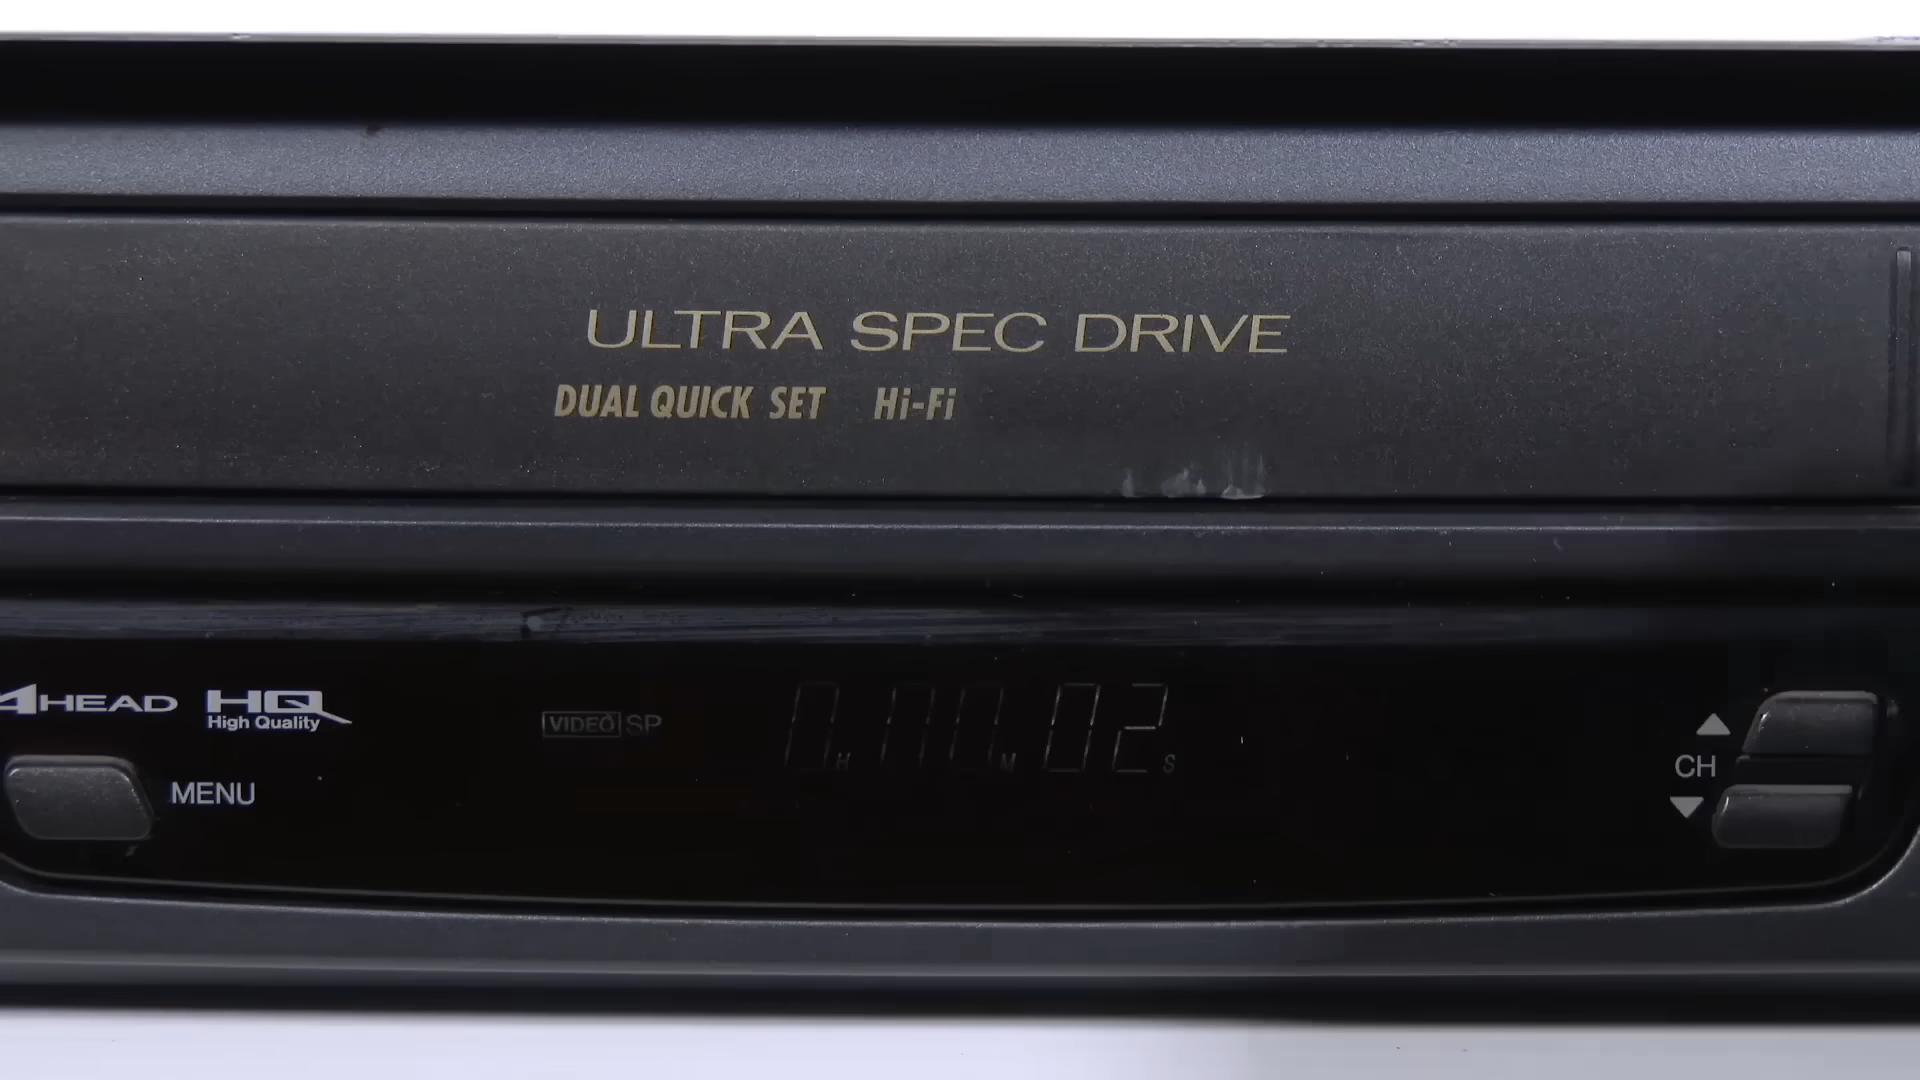 ULTRA SPEC DRIVE
DUAL QUICK SET Hi-Fi
4HEAD HQ High Quality
VIDEO SP 0H 00M 02S
MENU
CH